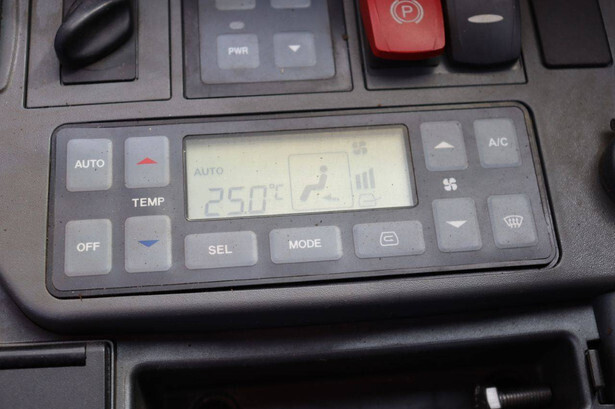 PWR
P
AUTO
TEMP
OFF
AUTO
25.0°C
SEL
MODE
A/C